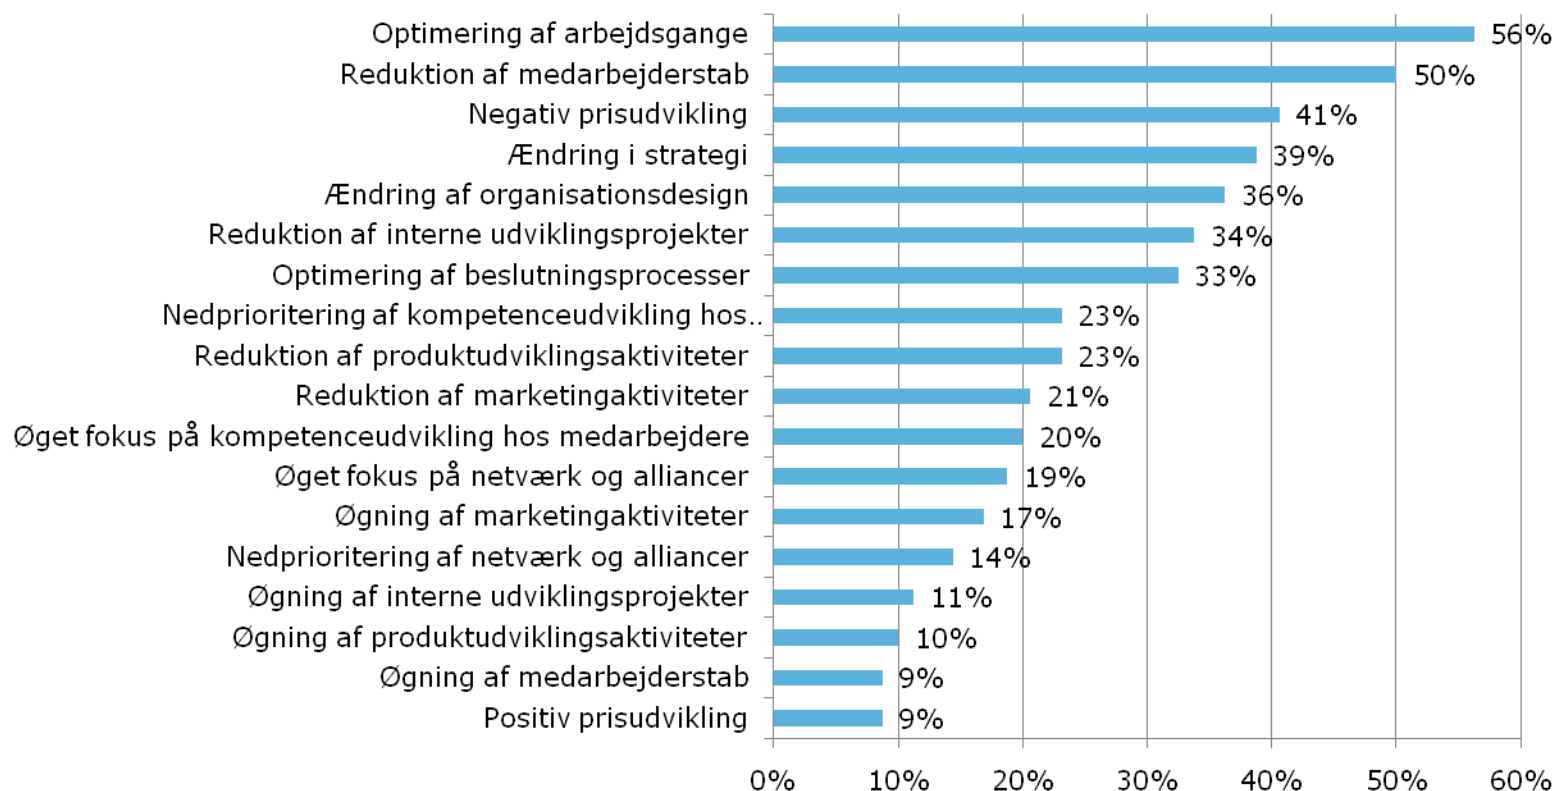 Optimering af arbejdsgange 56%
Reduktion af medarbejderstab 50%
Negativ prisudvikling 41%
Ændring i strategi 39%
Ændring af organisationsdesign 36%
Reduktion af interne udviklingsprojekter 34%
Optimering af beslutningsprocesser 33%
Nedprioritering af kompetenceudvikling hos.. 23%
Reduktion af produktudviklingsaktiviteter 23%
Reduktion af marketingaktiviteter 21%
Øget fokus på kompetenceudvikling hos medarbejdere 20%
Øget fokus på netværk og alliancer 19%
Øgning af marketingaktiviteter 17%
Nedprioritering af netværk og alliancer 14%
Øgning af interne udviklingsprojekter 11%
Øgning af produktudviklingsaktiviteter 10%
Øgning af medarbejderstab 9%
Positiv prisudvikling 9%
0% 10% 20% 30% 40% 50% 60%